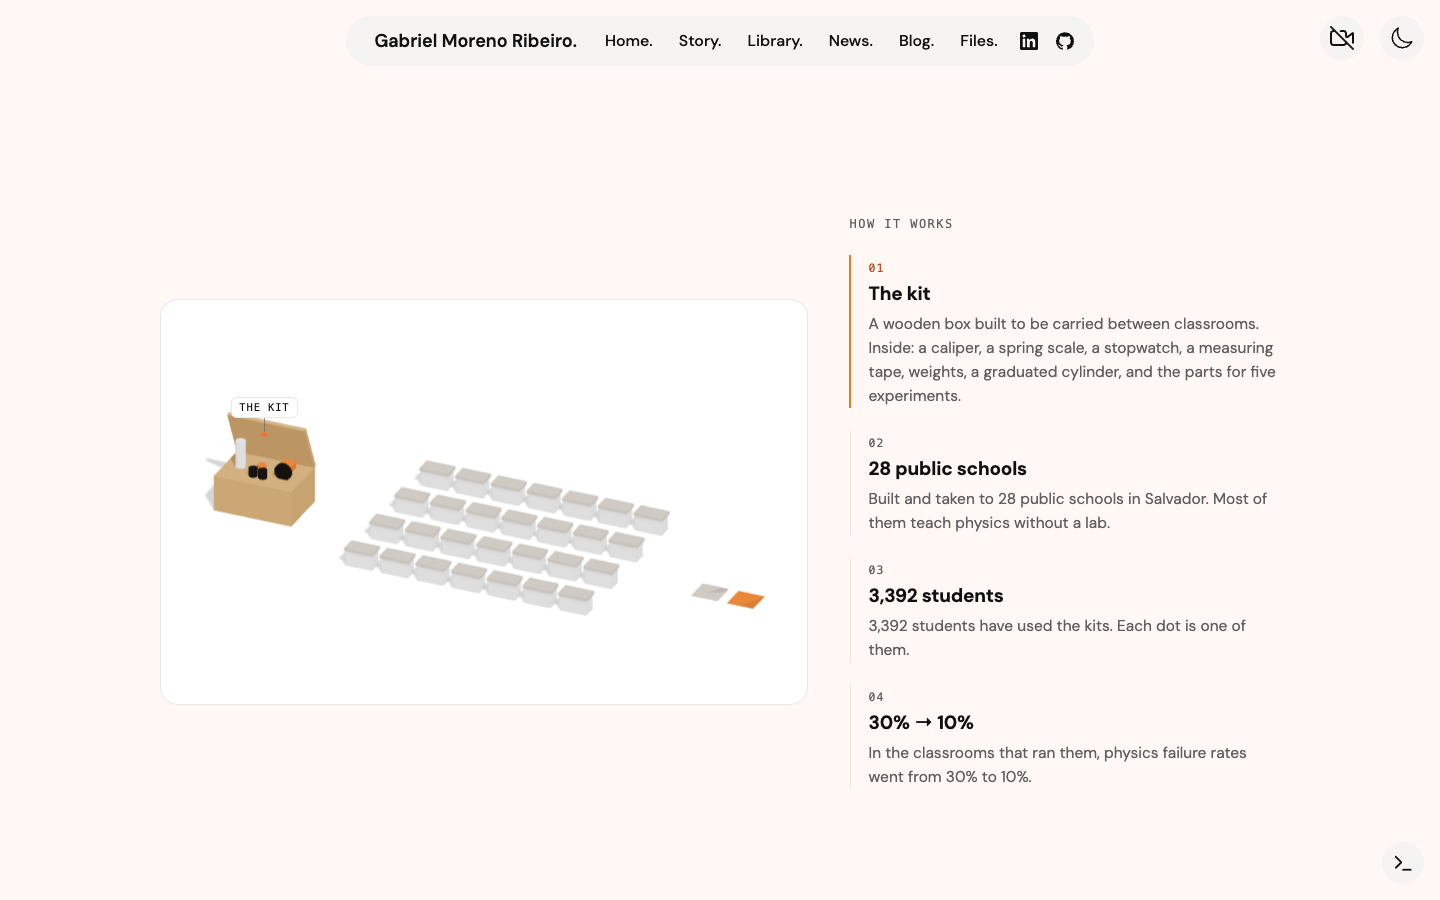 Gabriel Moreno Ribeiro. Home. Story. Library. News. Blog. Files.
THE KIT
HOW IT WORKS
01
The kit
A wooden box built to be carried between classrooms.
Inside: a caliper, a spring scale, a stopwatch, a measuring
tape, weights, a graduated cylinder, and the parts for five
experiments.
02
28 public schools
Built and taken to 28 public schools in Salvador. Most of
them teach physics without a lab.
03
3,392 students
3,392 students have used the kits. Each dot is one of
them.
04
30% → 10%
In the classrooms that ran them, physics failure rates
went from 30% to 10%.